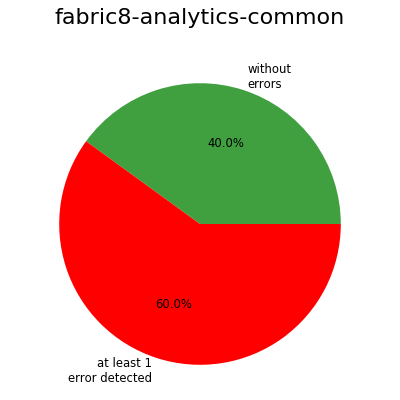 fabric8-analytics-common
without
errors
40.0%
60.0%
at least 1
error detected